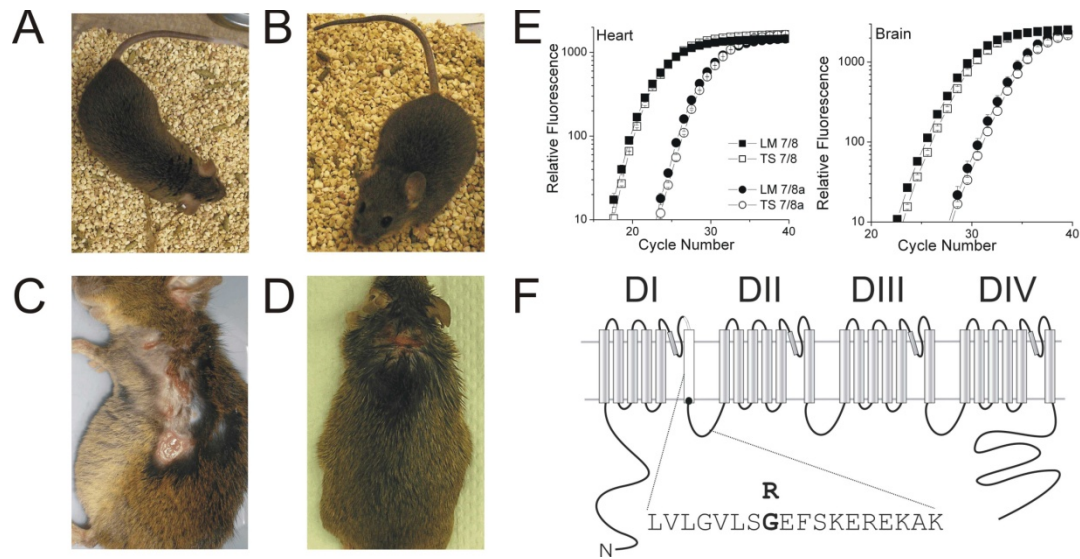 A
B
C
D
E
Heart
Relative Fluorescence
1000
100
10
20
30
40
Cycle Number
LM 7/8
TS 7/8
LM 7/8a
TS 7/8a
Brain
Relative Fluorescence
1000
100
10
20
30
40
Cycle Number
F
DI
DII
DIII
DIV
R
LVLGVLSGEFSKEREKAK
N